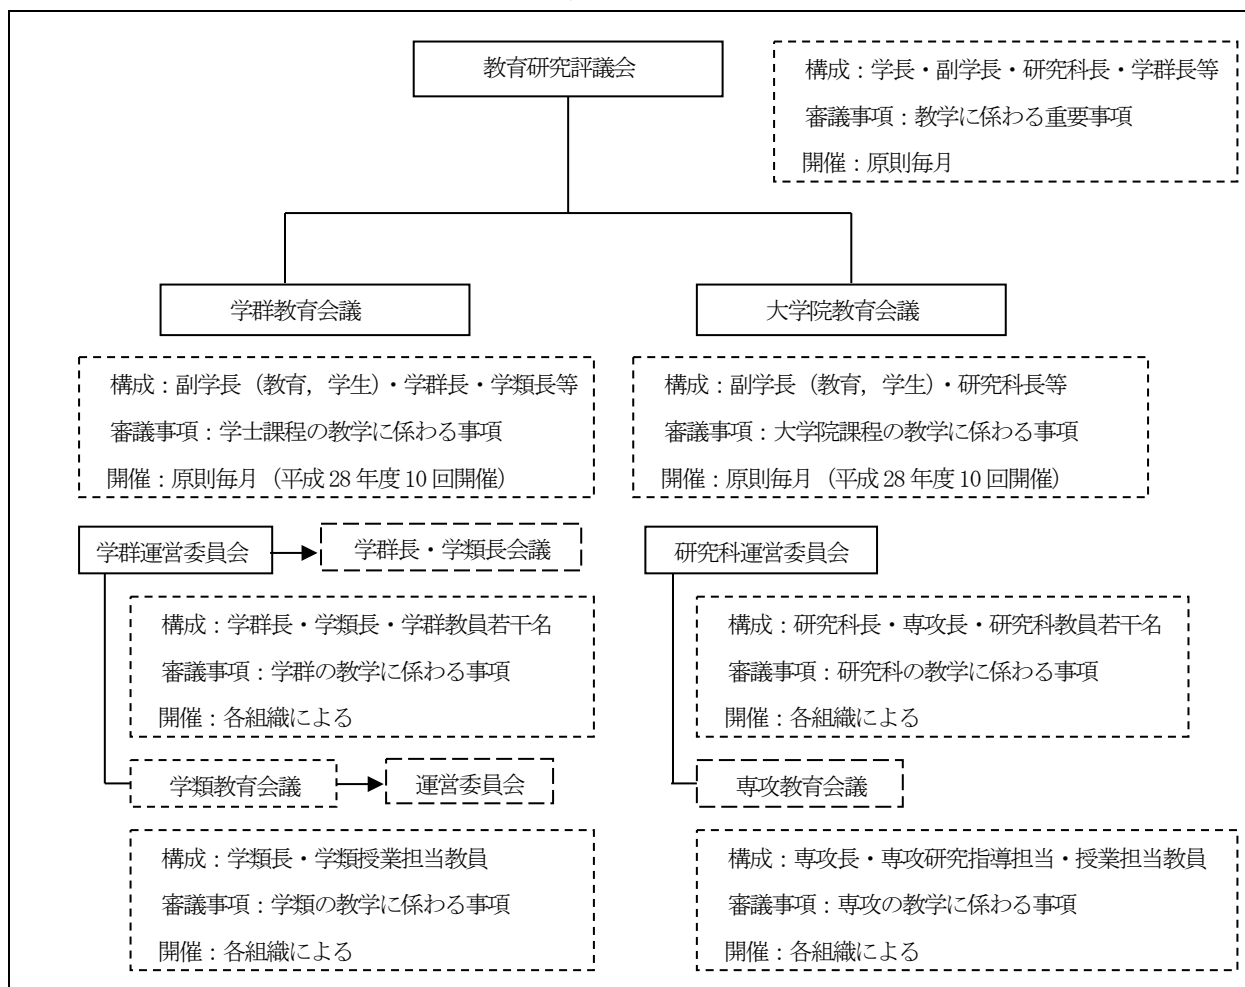 教育研究評議会
構成：学長・副学長・研究科長・学群長等
審議事項：教学に係わる重要事項
開催：原則毎月
学群教育会議
大学院教育会議
構成：副学長（教育，学生）・学群長・学類長等
審議事項：学士課程の教学に係わる事項
開催：原則毎月（平成 28 年度 10 回開催）
構成：副学長（教育，学生）・研究科長等
審議事項：大学院課程の教学に係わる事項
開催：原則毎月（平成 28 年度 10 回開催）
学群運営委員会
学群長・学類長会議
研究科運営委員会
構成：学群長・学類長・学群教員若干名
審議事項：学群の教学に係わる事項
開催：各組織による
構成：研究科長・専攻長・研究科教員若干名
審議事項：研究科の教学に係わる事項
開催：各組織による
学類教育会議
運営委員会
専攻教育会議
構成：学類長・学類授業担当教員
審議事項：学類の教学に係わる事項
開催：各組織による
構成：専攻長・専攻研究指導担当・授業担当教員
審議事項：専攻の教学に係わる事項
開催：各組織による